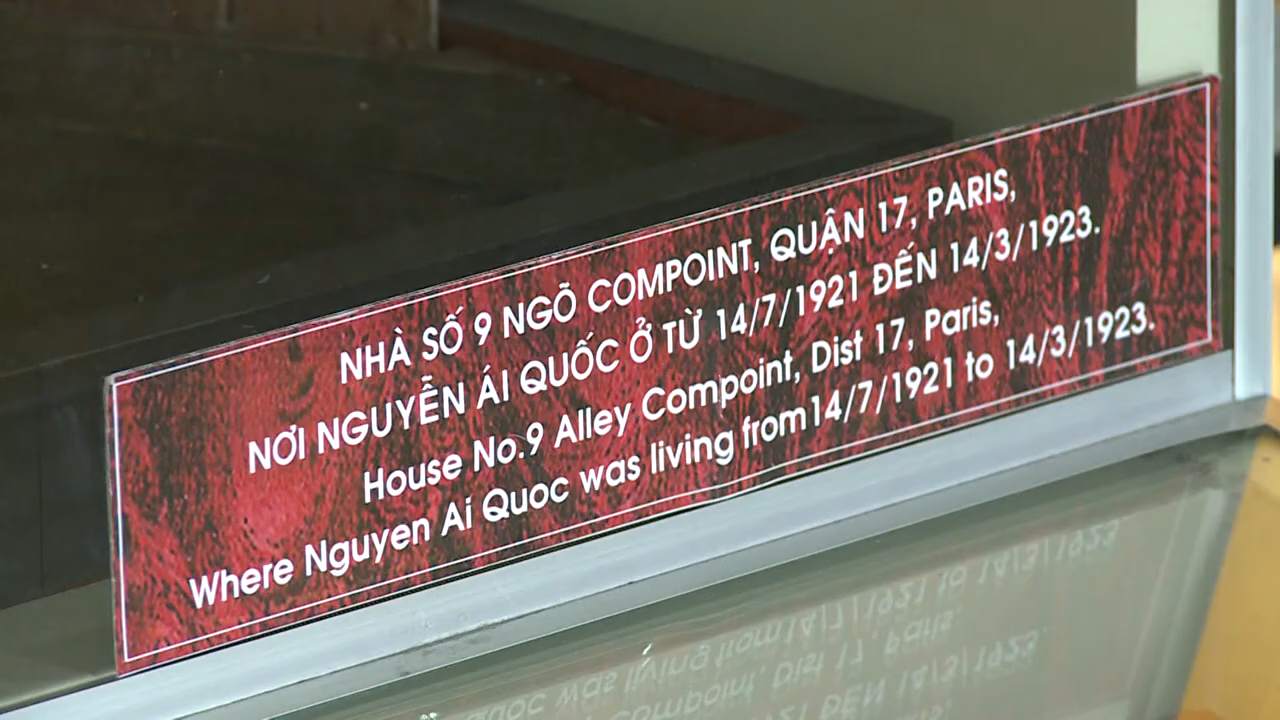 NHÀ SỐ 9 NGÕ COMPOINT, QUẬN 17, PARIS,
NƠI NGUYỄN ÁI QUỐC Ở TỪ 14/7/1921 ĐẾN 14/3/1923.
House No.9 Alley Compoint, Dist 17, Paris,
Where Nguyen Ai Quoc was living from14/7/1921 to 14/3/1923.